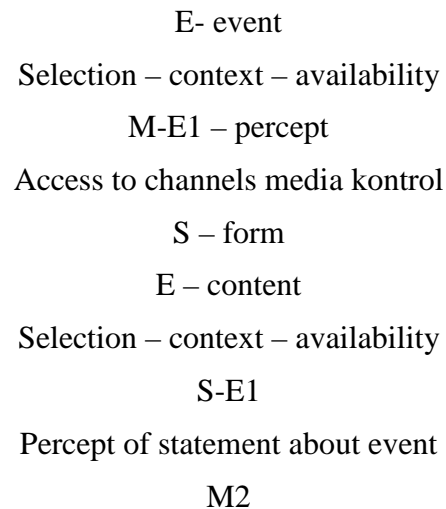 E- event
Selection – context – availability
M-E1 – percept
Access to channels media kontrol
S – form
E – content
Selection – context – availability
S-E1
Percept of statement about event
M2